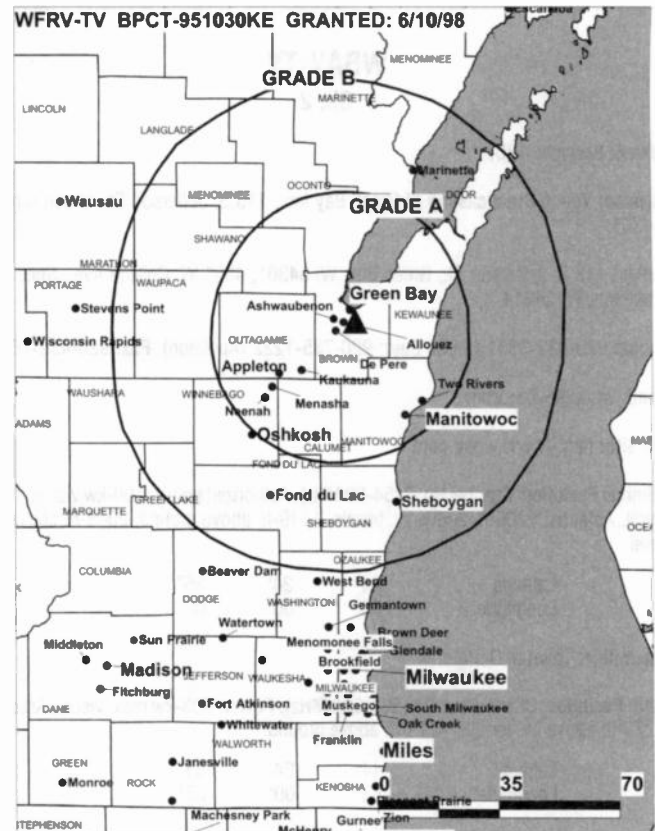 WFRV-TV BPCT-951030KE GRANTED: 6/10/98
MENOMINEE
GRADE B
MARINETTE
LINCOLN
LANGLADE
Marinette
DOOR
OCONTO
MENOMINEE
Wausau
GRADE A
SHAWANO
MARATHON
WAUPACA
PORTAGE
Green Bay
Stevens Point
Ashwaubenon
KEWAUNEE
Wisconsin Rapids
OUTAGAMIE
Allouez
BROWN
De Pere
Appleton
Kaukauna
WAUSHARA
WINNEBAGO
Menasha
Two Rivers
Neenah
ADAMS
Manitowoc
Oshkosh
CALUMET
MANITOWOC
FOND DU LAC
Fond du Lac
Sheboygan
GREEN LAKE
MARQUETTE
SHEBOYGAN
OZAUKEE
COLUMBIA
Beaver Dam
West Bend
DODGE
WASHINGTON
Germantown
Watertown
Brown Deer
Middleton
Sun Prairie
Menomonee Falls
Glendale
Madison
Brookfield
JEFFERSON
WAUKESHA
Milwaukee
Fitchburg
MILWAUKEE
DANE
Fort Atkinson
Muskego
South Milwaukee
Oak Creek
Whitewater
Franklin
WALWORTH
Miles
GREEN
Janesville
Monroe
ROCK
KENOSHA
0 35 70
Pleasant Prairie
STEPHENSON
Machesney Park
Gurnee
Zion